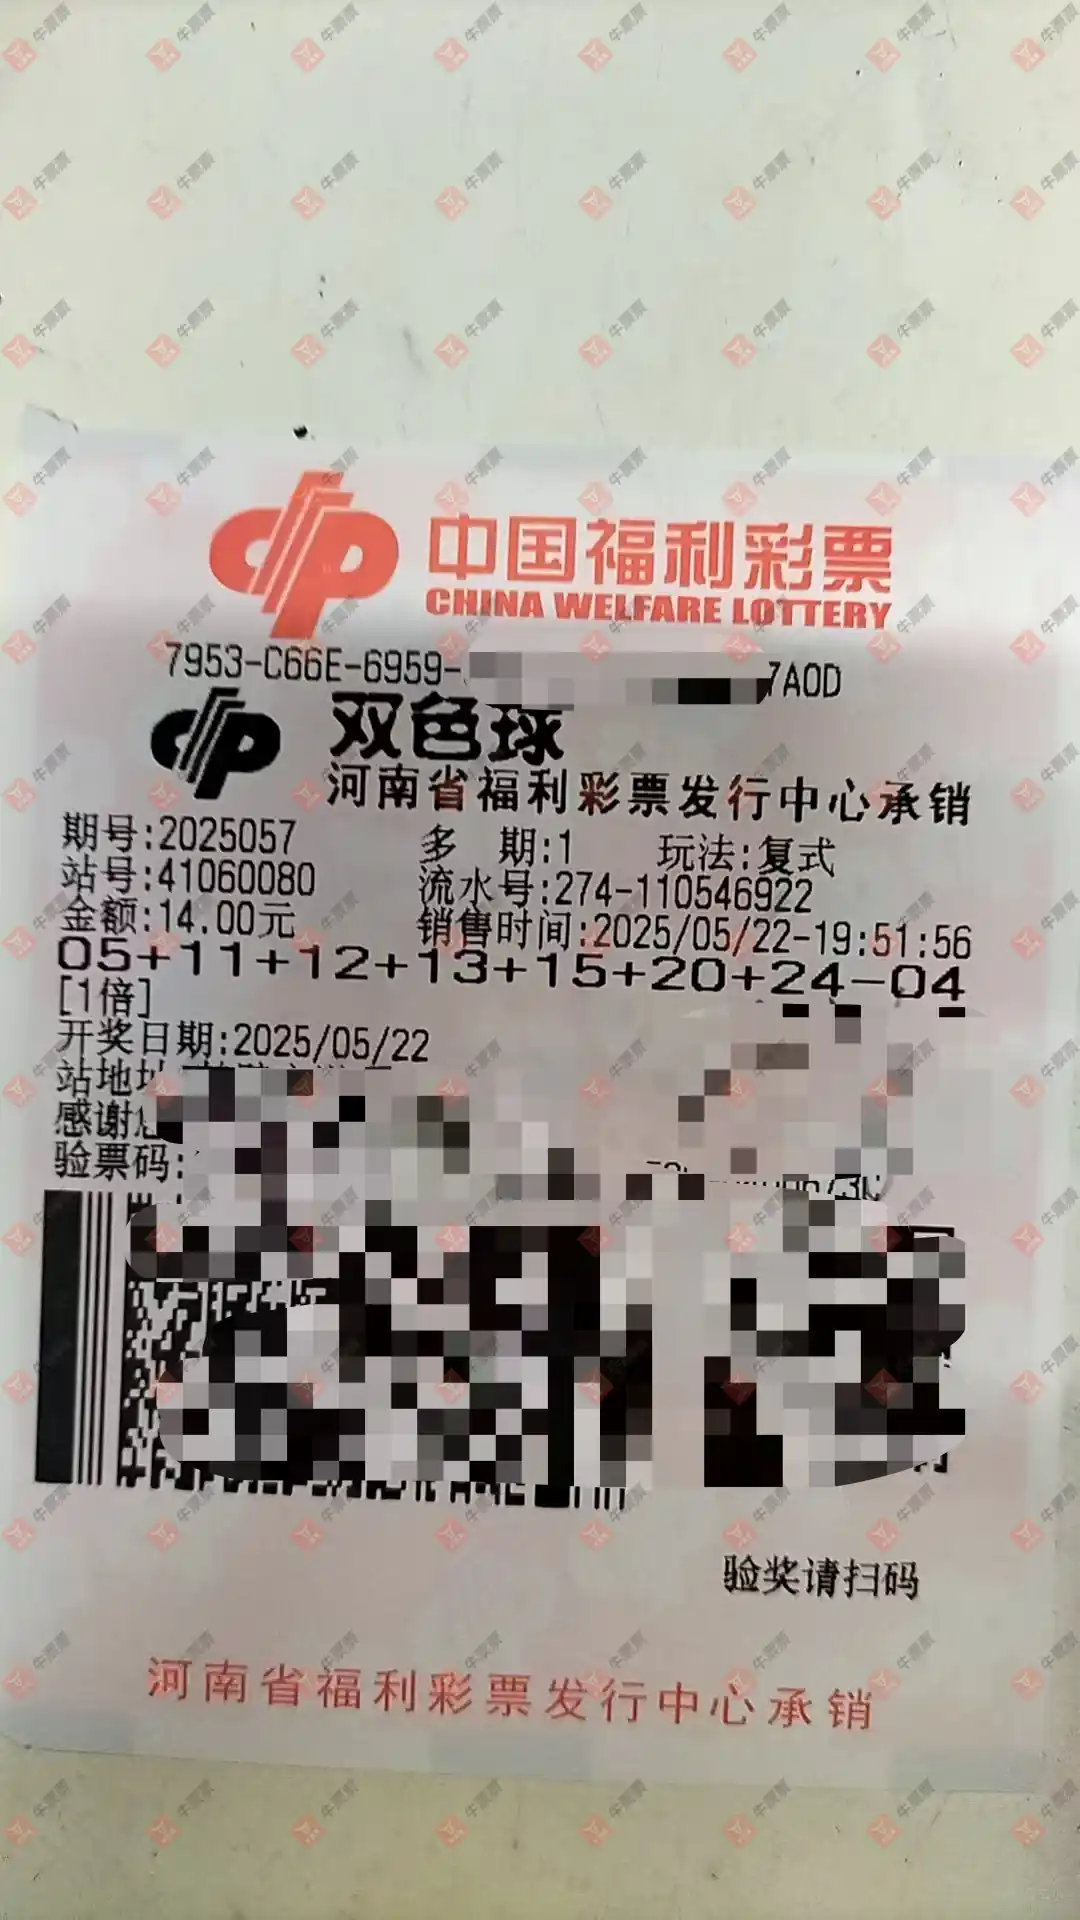 中国福利彩票
CHINA WELFARE LOTTERY
7953-C66E-6959- 7A0D
双色球
河南省福利彩票发行中心承销
期号:2025057 多 期:1 玩法:复式
站号:41060080 流水号:274-110546922
金额:14.00元 销售时间:2025/05/22-19:51:56
05+11+12+13+15+20+24-04
[1倍]
开奖日期:2025/05/22
站地址
感谢
验票码:
验奖请扫码
河南省福利彩票发行中心承销
牛票票